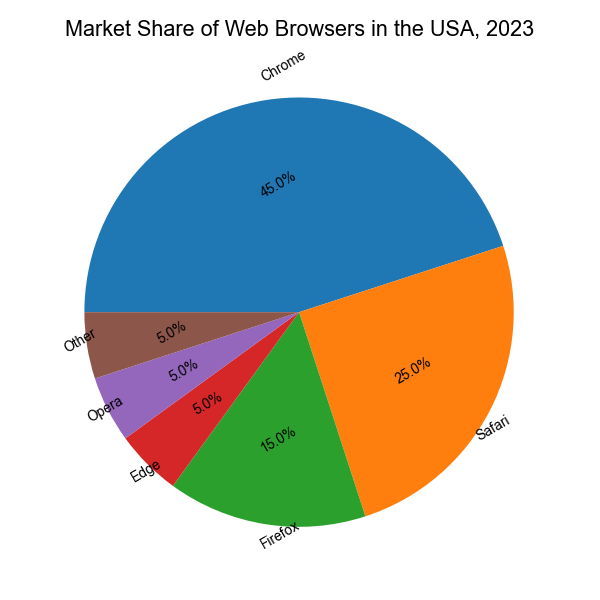 Market Share of Web Browsers in the USA, 2023
Chrome
45.0%
Other
5.0%
Opera
5.0%
Edge
5.0%
Firefox
15.0%
Safari
25.0%